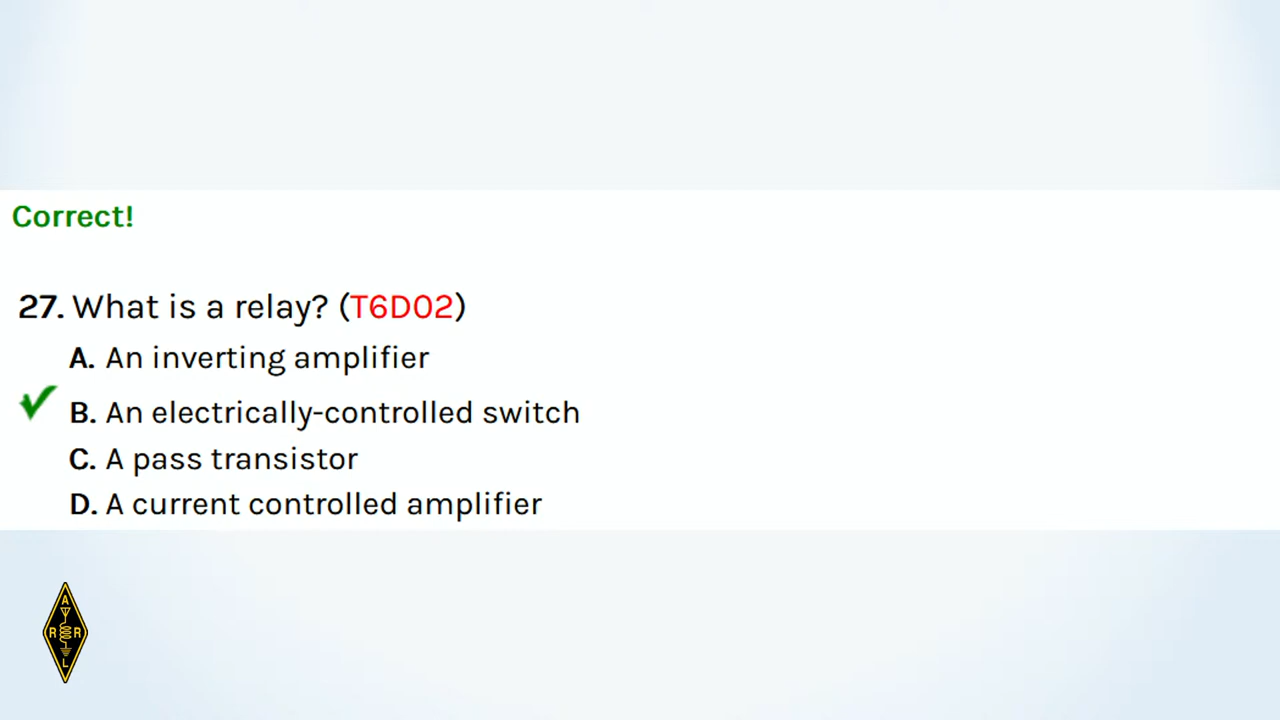 Correct!
27. What is a relay? (T6D02)
A. An inverting amplifier
B. An electrically-controlled switch
C. A pass transistor
D. A current controlled amplifier
A
R R
L